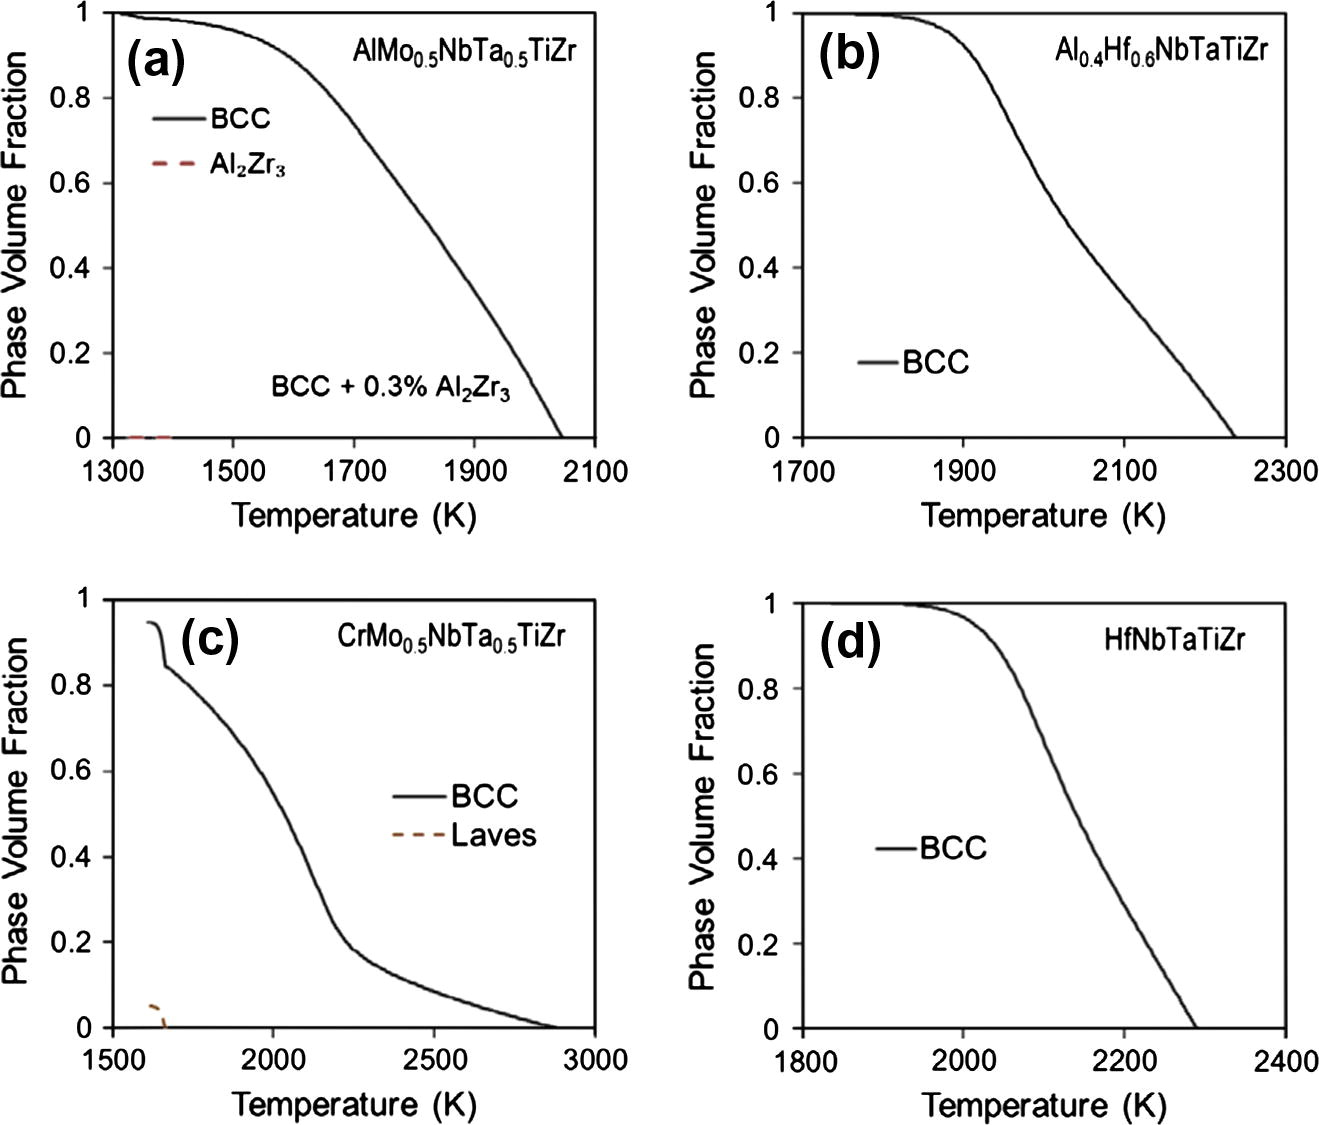 (a)
AlMo0.5NbTa0.5TiZr
Phase Volume Fraction
1
0.8
0.6
0.4
0.2
0
BCC
Al2Zr3
BCC + 0.3% Al2Zr3
1300 1500 1700 1900 2100
Temperature (K)
(b)
Al0.4Hf0.6NbTaTiZr
Phase Volume Fraction
1
0.8
0.6
0.4
0.2
0
BCC
1700 1900 2100 2300
Temperature (K)
(c)
CrMo0.5NbTa0.5TiZr
Phase Volume Fraction
1
0.8
0.6
0.4
0.2
0
BCC
Laves
1500 2000 2500 3000
Temperature (K)
(d)
HfNbTaTiZr
Phase Volume Fraction
1
0.8
0.6
0.4
0.2
0
BCC
1800 2000 2200 2400
Temperature (K)